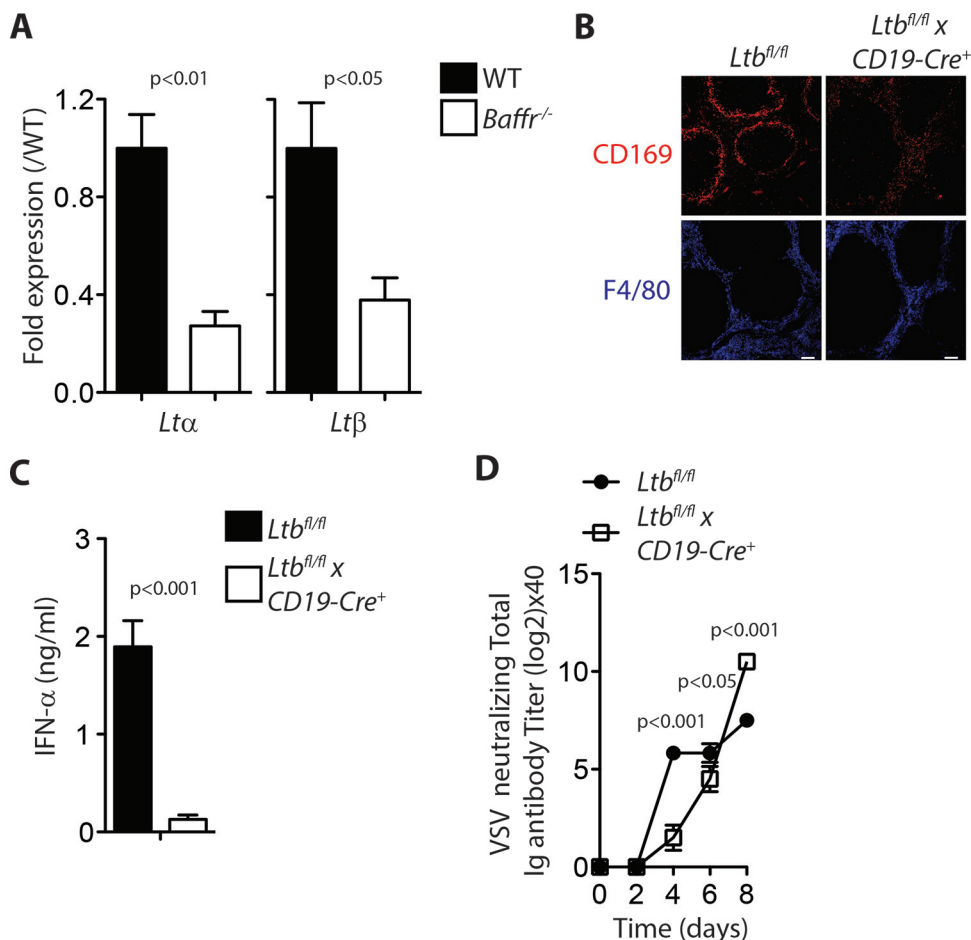 A
p<0.01
p<0.05
WT
Baffr-/-
Fold expression (/WT)
1.2
0.8
0.4
0.0
Ltα
Ltβ
B
Ltbfl/fl
Ltbfl/fl x
CD19-Cre+
CD169
F4/80
C
Ltbfl/fl
Ltbfl/fl x
CD19-Cre+
IFN-α (ng/ml)
3
2
1
0
p<0.001
D
Ltbfl/fl
Ltbfl/fl x
CD19-Cre+
VSV neutralizing Total
Ig antibody Titer (log2)x40
15
10
5
0
p<0.001
p<0.05
p<0.001
0 2 4 6 8
Time (days)